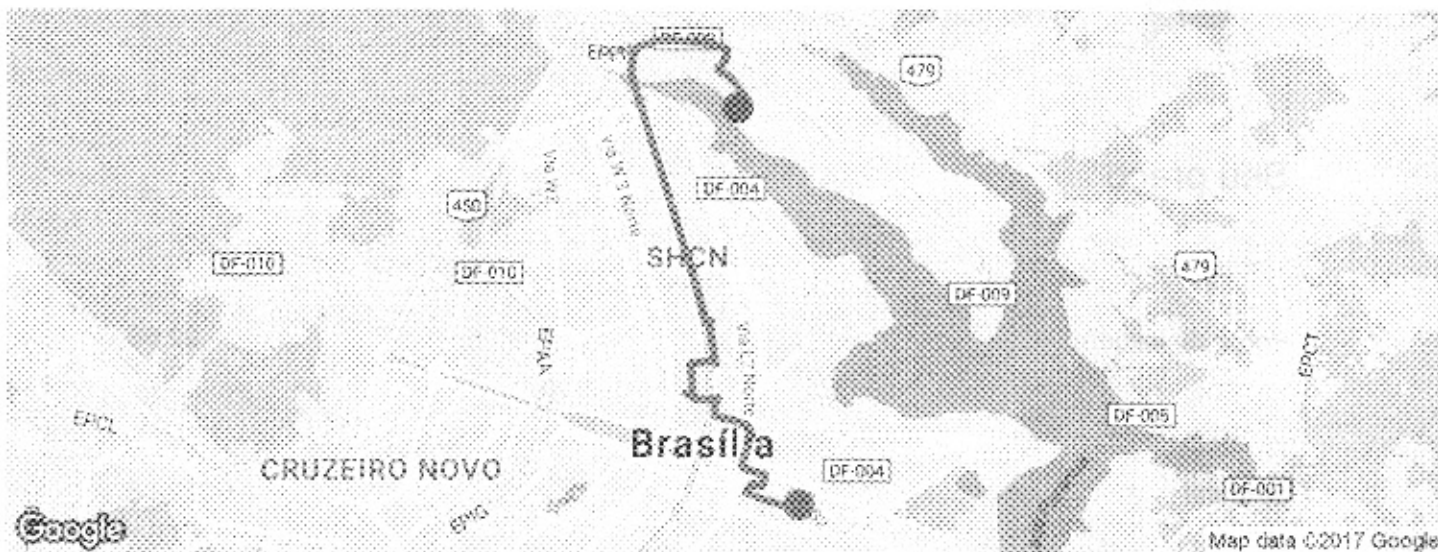 479
DF-004
450
SHCN
DF-010
DF-010
479
DF-009
EPCT
DF-005
EPCL
Brasília
DF-004
CRUZEIRO NOVO
DF-001
Google
Map data ©2017 Google